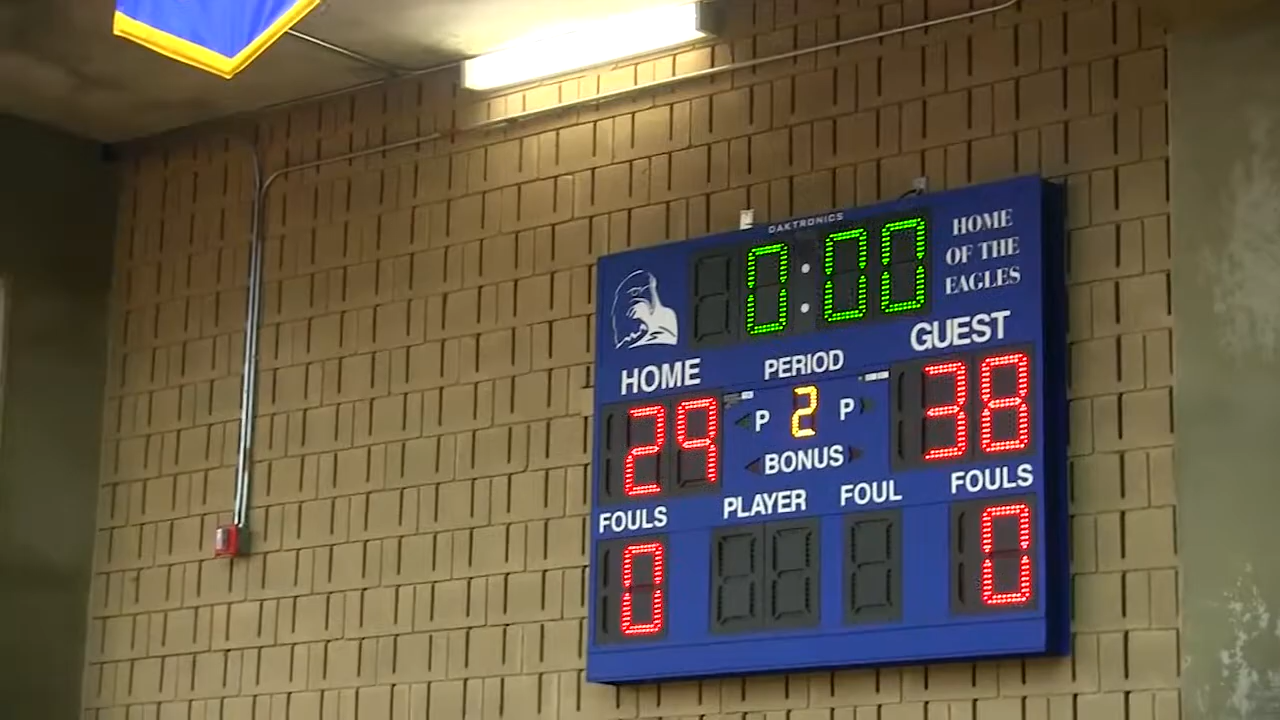 DAKTRONICS
0:00
HOME
OF THE
EAGLES
HOME PERIOD GUEST
29 P 2 P 38
BONUS
FOULS PLAYER FOUL FOULS
0 0